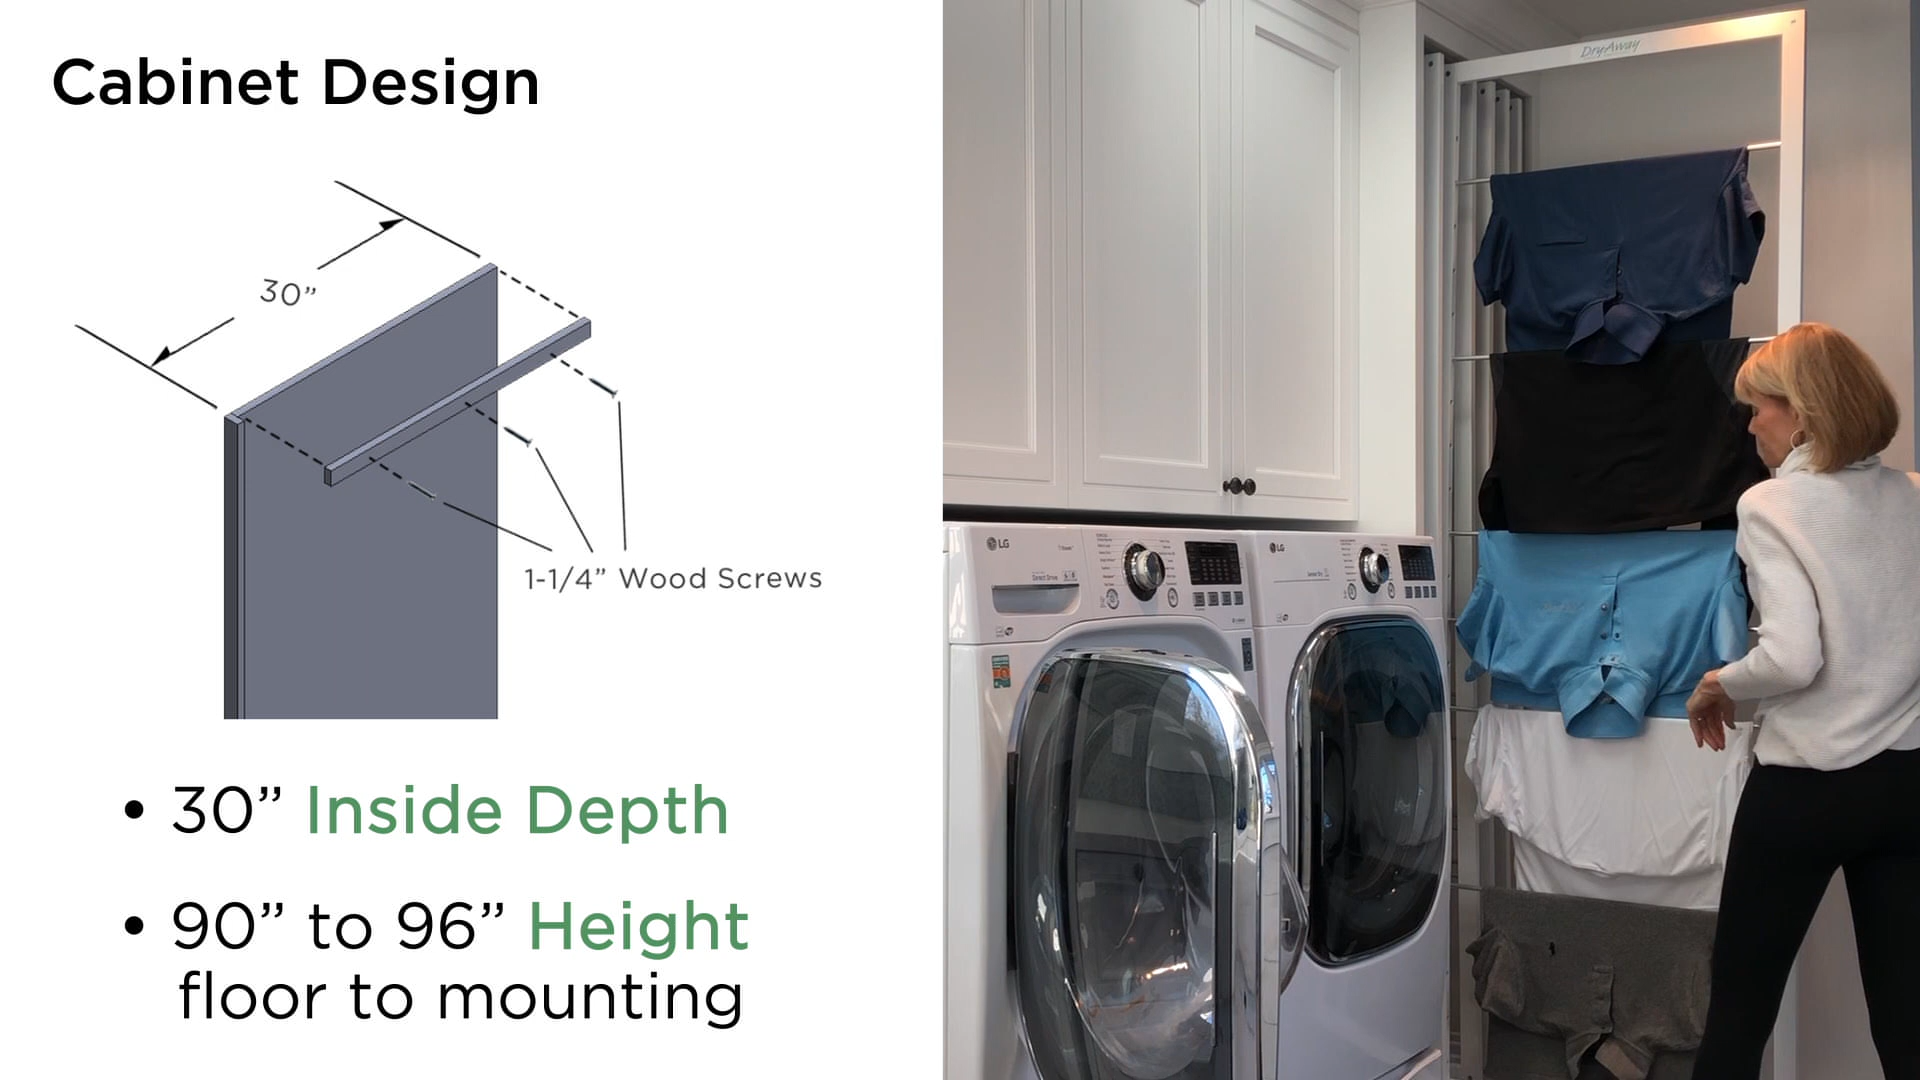 Cabinet Design
30”
1-1/4” Wood Screws
• 30” Inside Depth
• 90” to 96” Height
floor to mounting
DryAway
LG
LG